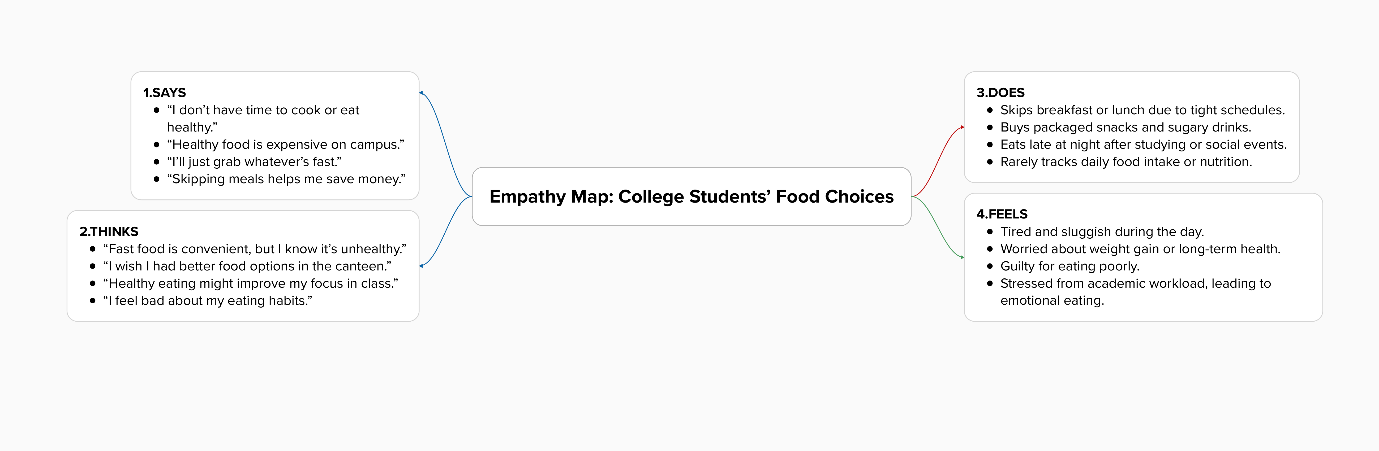 1.SAYS
● “I don’t have time to cook or eat
healthy.”
● “Healthy food is expensive on campus.”
● “I’ll just grab whatever’s fast.”
● “Skipping meals helps me save money.”
2.THINKS
● “Fast food is convenient, but I know it’s unhealthy.”
● “I wish I had better food options in the canteen.”
● “Healthy eating might improve my focus in class.”
● “I feel bad about my eating habits.”
Empathy Map: College Students’ Food Choices
3.DOES
● Skips breakfast or lunch due to tight schedules.
● Buys packaged snacks and sugary drinks.
● Eats late at night after studying or social events.
● Rarely tracks daily food intake or nutrition.
4.FEELS
● Tired and sluggish during the day.
● Worried about weight gain or long-term health.
● Guilty for eating poorly.
● Stressed from academic workload, leading to
emotional eating.